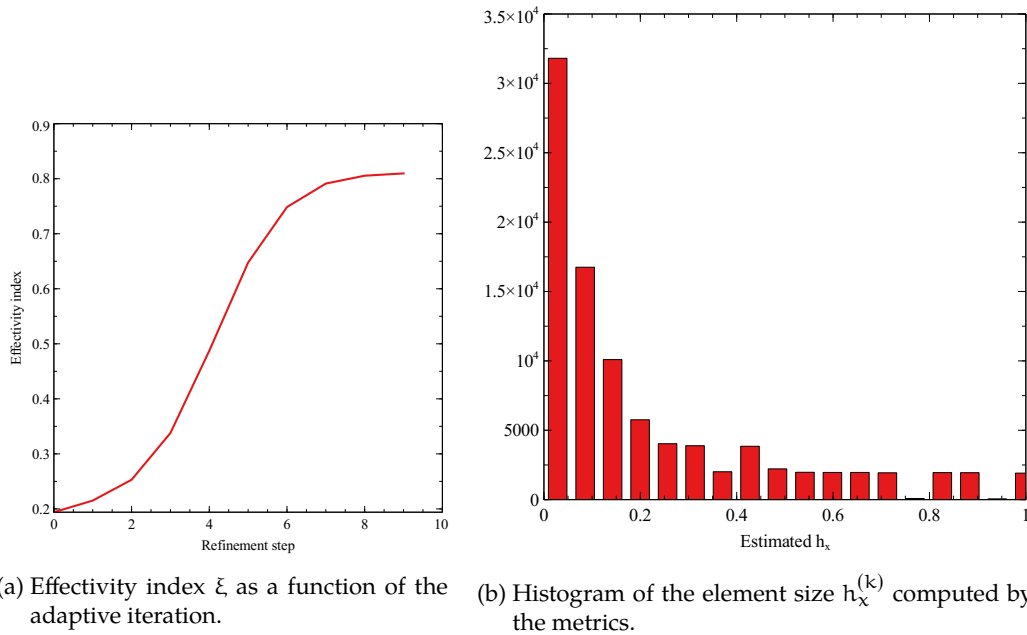 0.9
0.8
0.7
0.6
0.5
0.4
0.3
0.2
Effectivity index
0 2 4 6 8 10
Refinement step
3.5×10^4
3×10^4
2.5×10^4
2×10^4
1.5×10^4
10^4
5000
0
0 0.2 0.4 0.6 0.8 1
Estimated h_x
(a) Effectivity index ξ as a function of the
adaptive iteration.
(b) Histogram of the element size h_x^(k) computed by
the metrics.